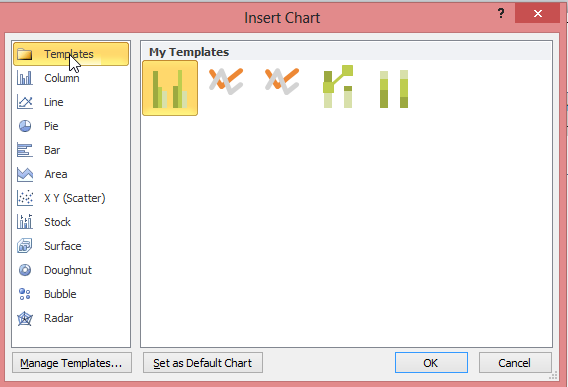 Insert Chart
?
Templates
Column
Line
Pie
Bar
Area
X Y (Scatter)
Stock
Surface
Doughnut
Bubble
Radar
My Templates
Manage Templates...
Set as Default Chart
OK
Cancel